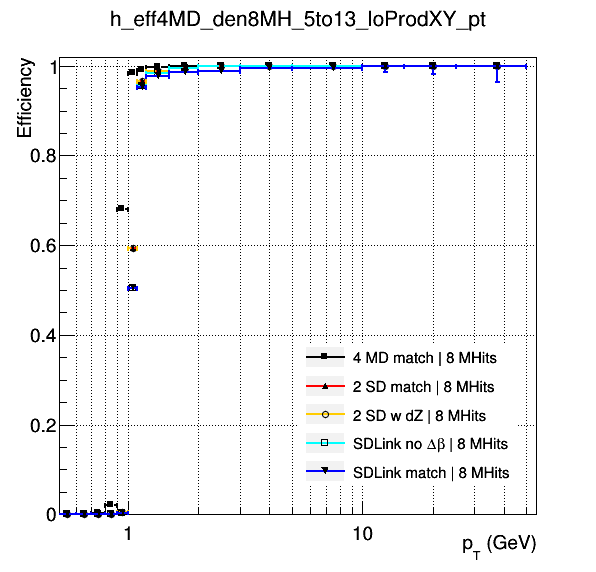 h_eff4MD_den8MH_5to13_loProdXY_pt
Efficiency
1
0.8
0.6
0.4
0.2
0
4 MD match | 8 MHits
2 SD match | 8 MHits
2 SD w dZ | 8 MHits
SDLink no Δβ | 8 MHits
SDLink match | 8 MHits
1
10
p_T (GeV)